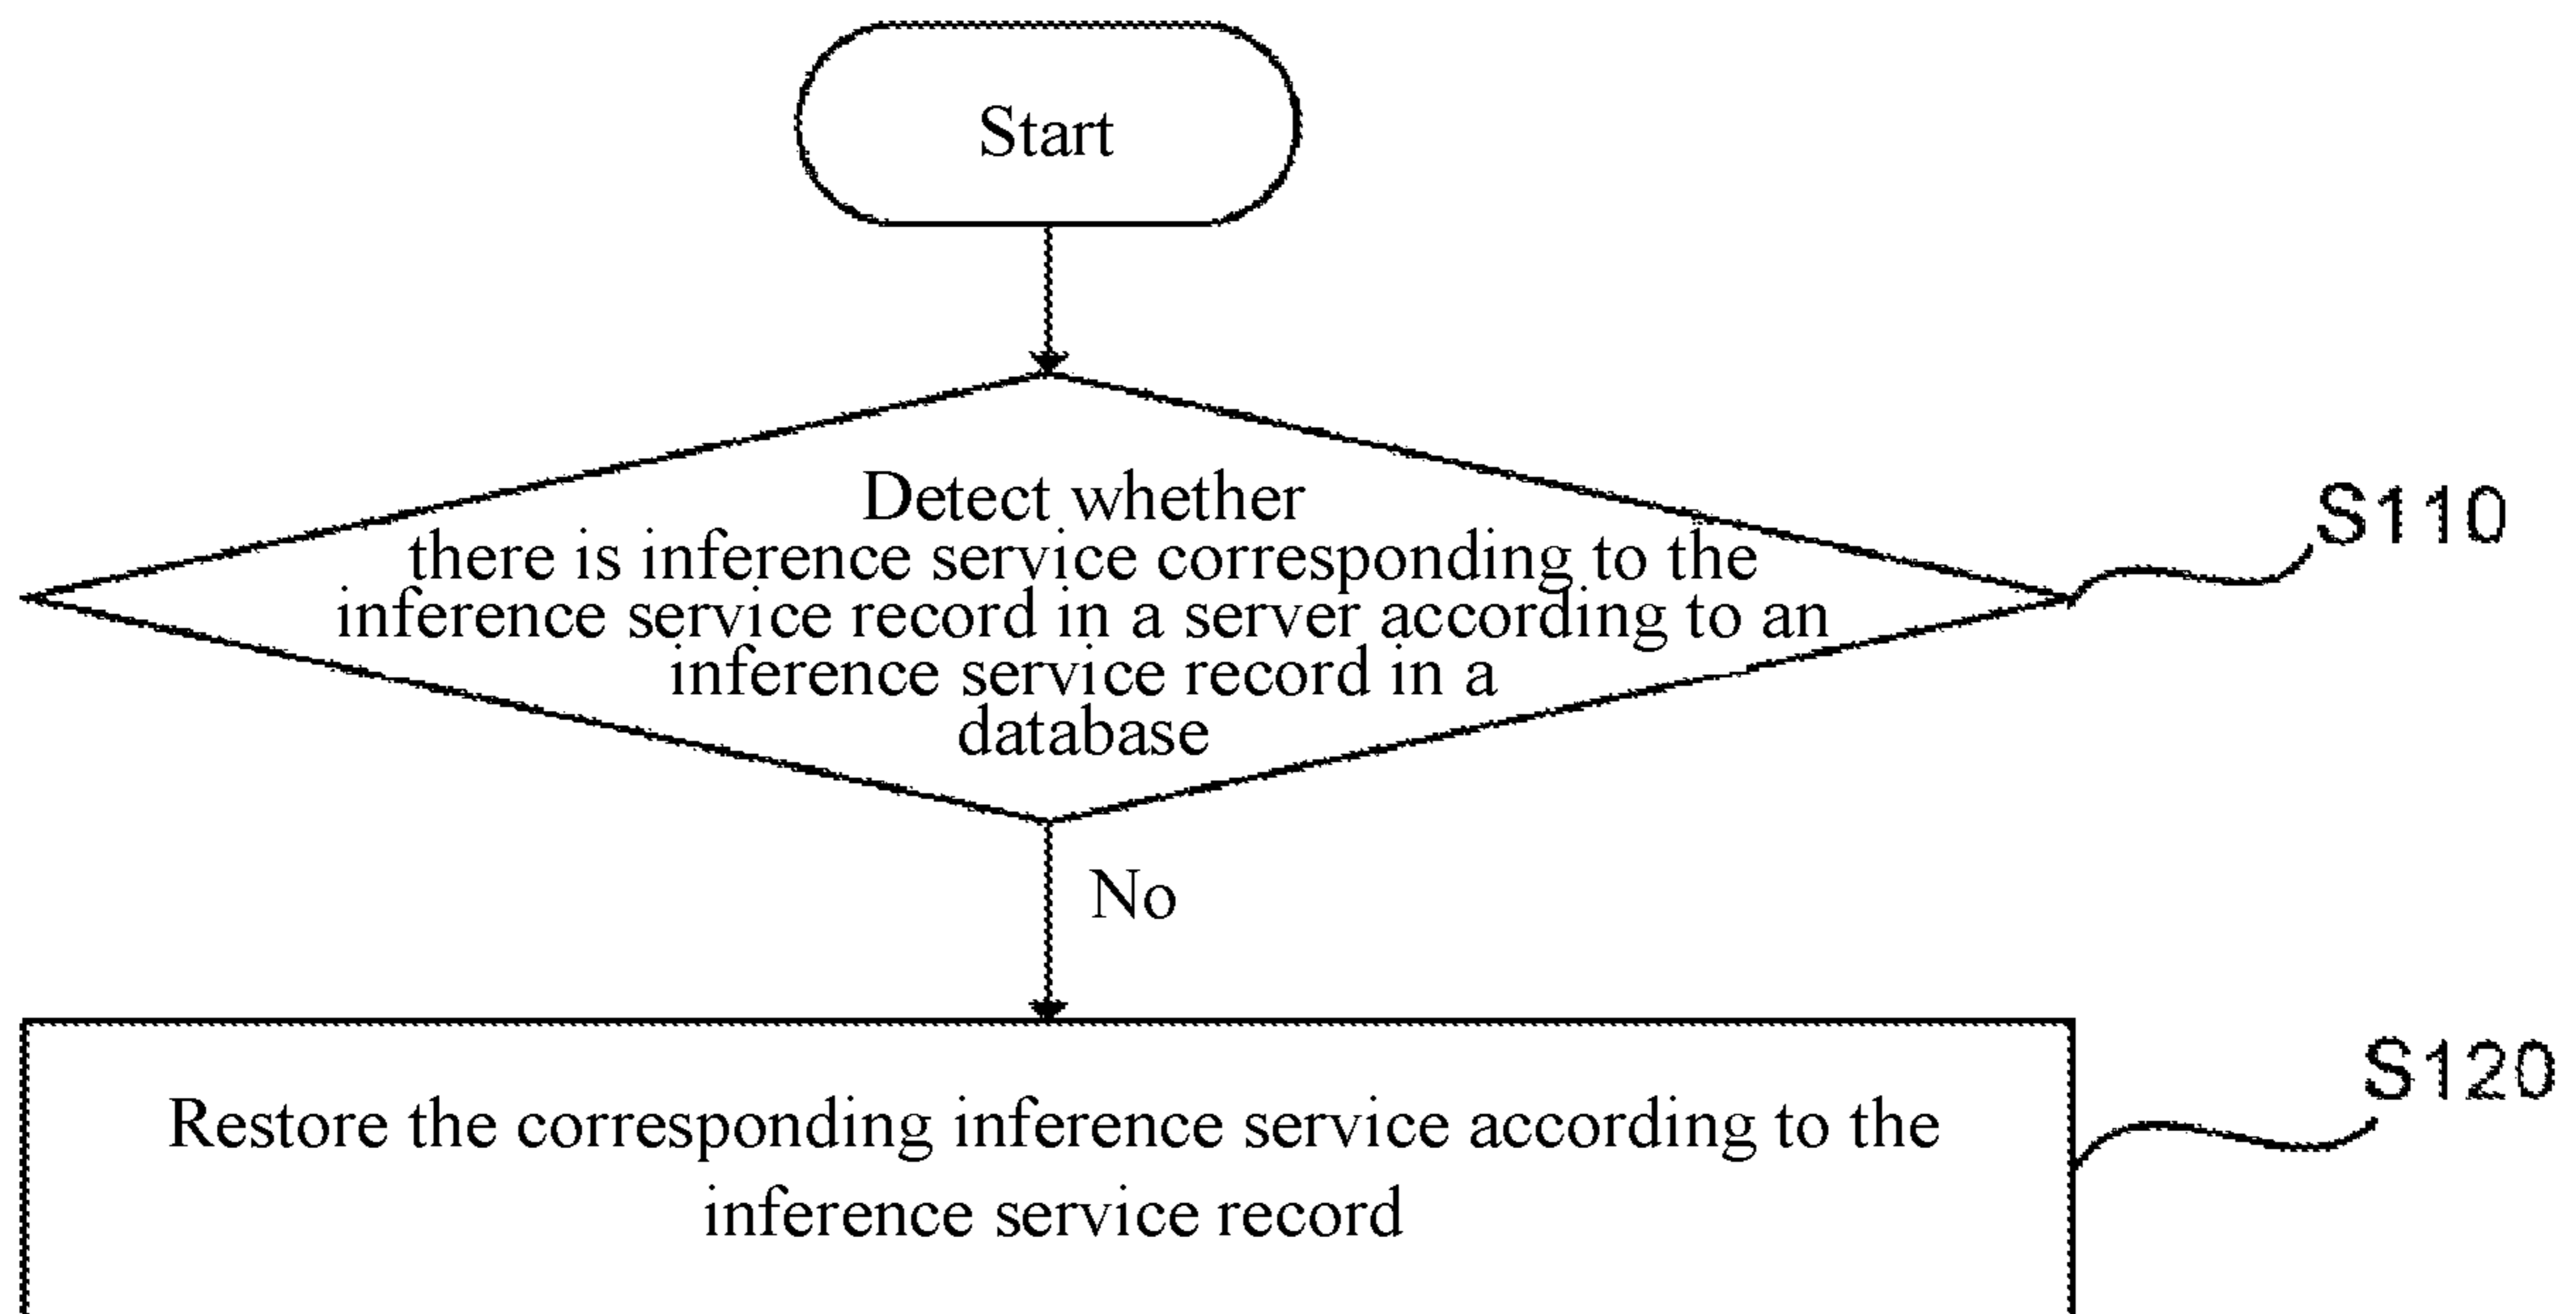 Start
Detect whether
there is inference service corresponding to the
inference service record in a server according to an
inference service record in a
database
S110
No
Restore the corresponding inference service according to the
inference service record
S120